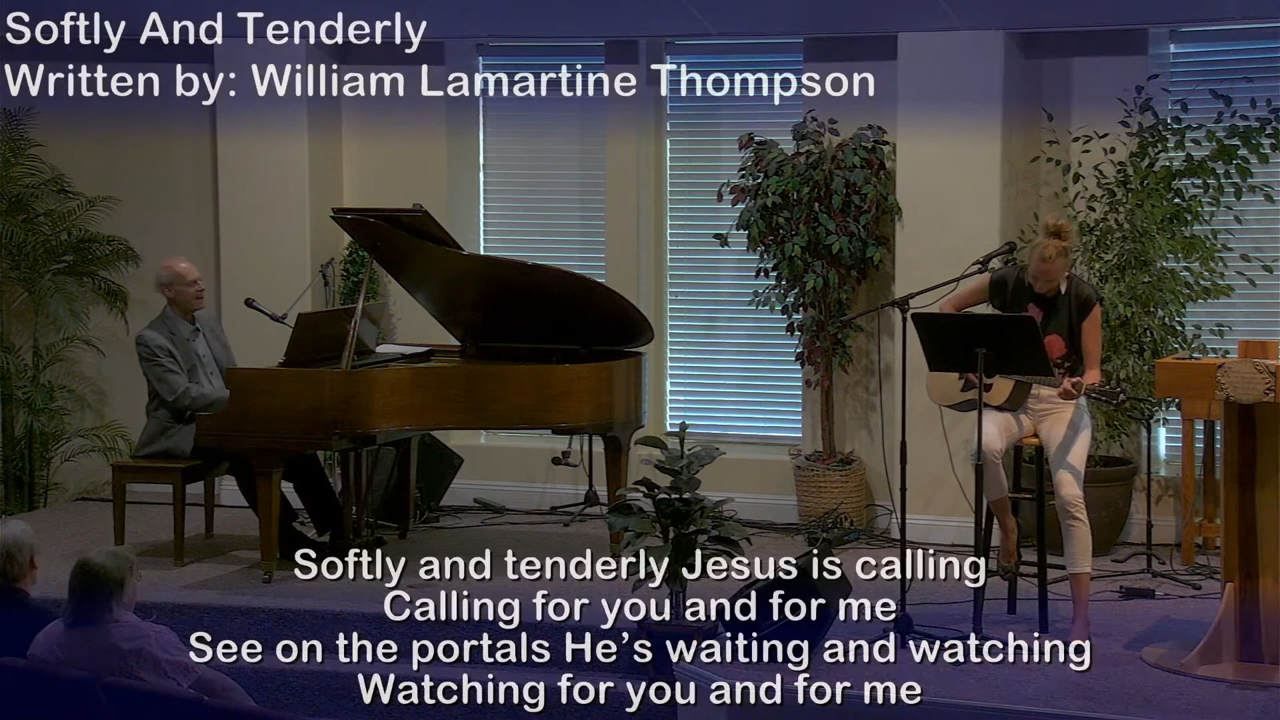 Softly And Tenderly
Written by: William Lamartine Thompson
Softly and tenderly Jesus is calling
Calling for you and for me
See on the portals He's waiting and watching
Watching for you and for me